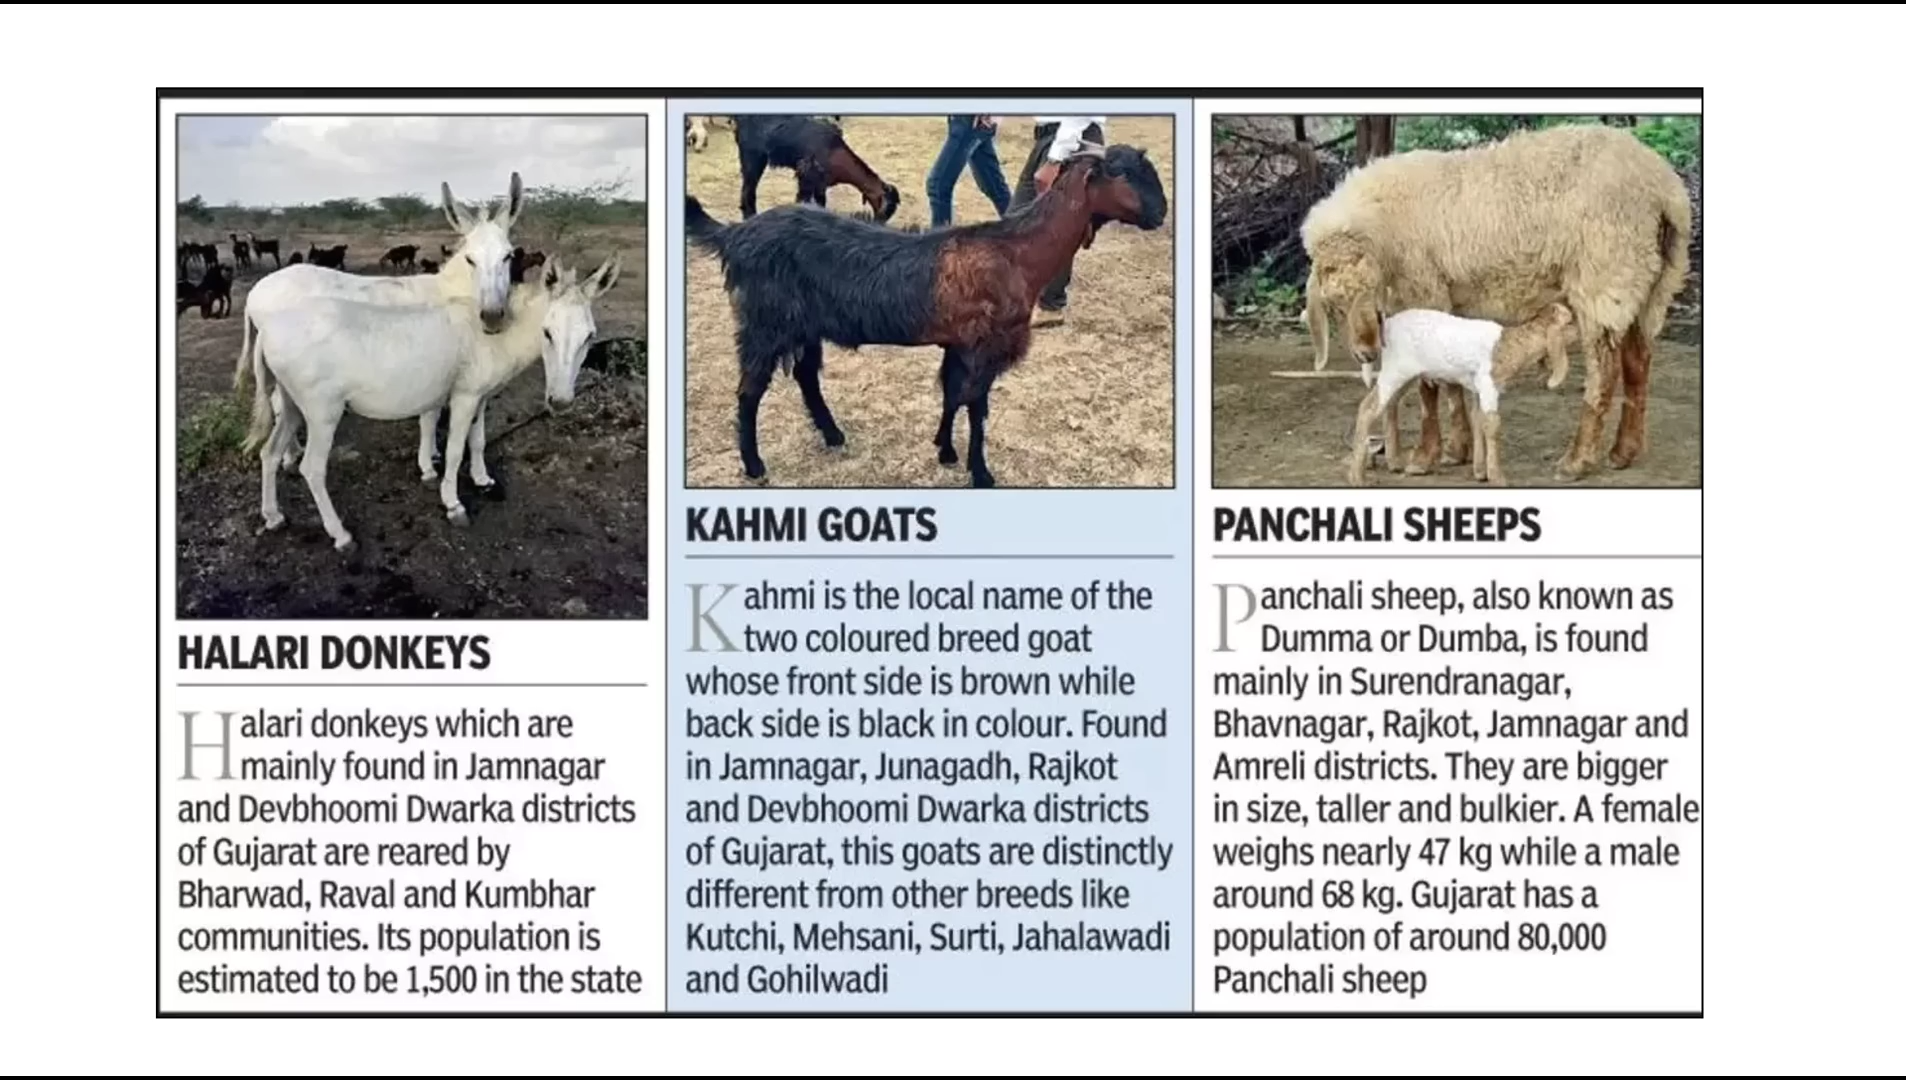 HALARI DONKEYS
Halari donkeys which are
mainly found in Jamnagar
and Devbhoomi Dwarka districts
of Gujarat are reared by
Bharwad, Raval and Kumbhar
communities. Its population is
estimated to be 1,500 in the state
KAHMI GOATS
Kahmi is the local name of the
two coloured breed goat
whose front side is brown while
back side is black in colour. Found
in Jamnagar, Junagadh, Rajkot
and Devbhoomi Dwarka districts
of Gujarat, this goats are distinctly
different from other breeds like
Kutchi, Mehsani, Surti, Jahalawadi
and Gohilwadi
PANCHALI SHEEPS
Panchali sheep, also known as
Dumma or Dumba, is found
mainly in Surendranagar,
Bhavnagar, Rajkot, Jamnagar and
Amreli districts. They are bigger
in size, taller and bulkier. A female
weighs nearly 47 kg while a male
around 68 kg. Gujarat has a
population of around 80,000
Panchali sheep